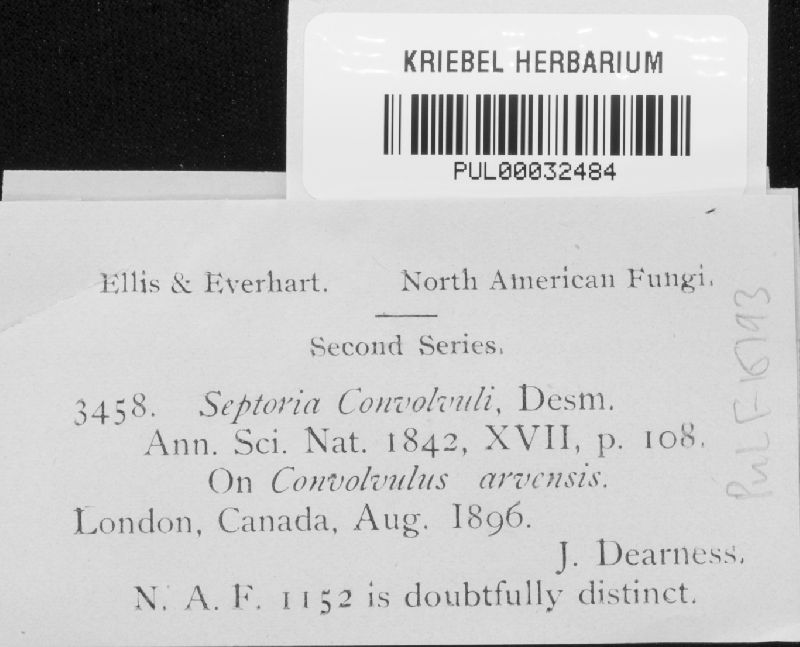 KRIEBEL HERBARIUM
PUL00032484
Ellis & Everhart. North American Fungi.
Second Series.
3458. Septoria Convolvuli, Desm.
Ann. Sci. Nat. 1842, XVII, p. 108.
On Convolvulus arvensis.
London, Canada, Aug. 1896.
J. Dearness.
N. A. F. 1152 is doubtfully distinct.
PUL F-16793